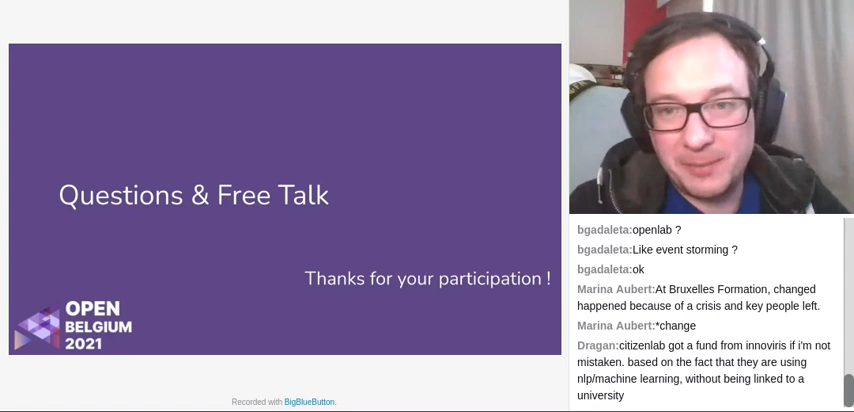 Questions & Free Talk
Thanks for your participation !
OPEN
BELGIUM
2021
Recorded with BigBlueButton.
bgadaleta:openlab ?
bgadaleta:Like event storming ?
bgadaleta:ok
Marina Aubert:At Bruxelles Formation, changed
happened because of a crisis and key people left.
Marina Aubert:*change
Dragan:citizenlab got a fund from innoviris if i'm not
mistaken. based on the fact that they are using
nlp/machine learning, without being linked to a
university